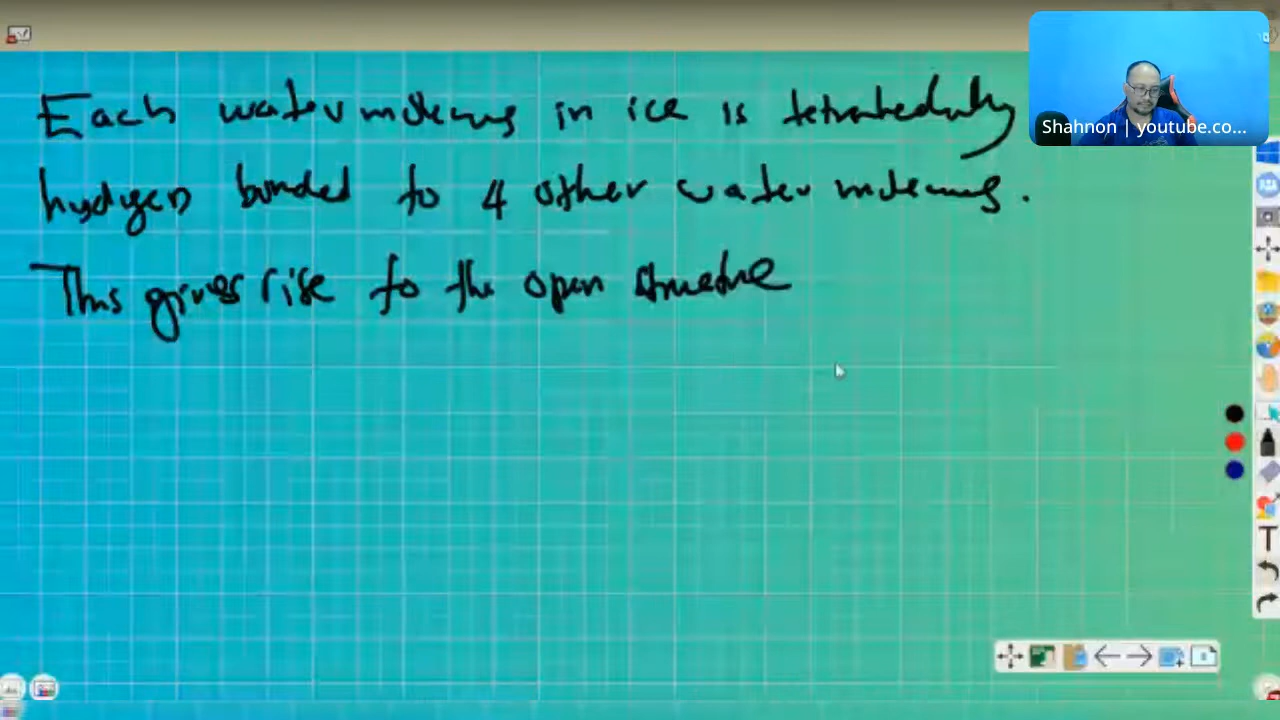 Each water molecules in ice is tetrahedrally
hydrogen bonded to 4 other water molecules.
This gives rise to the open structure
Shahnon | youtube.co...
T